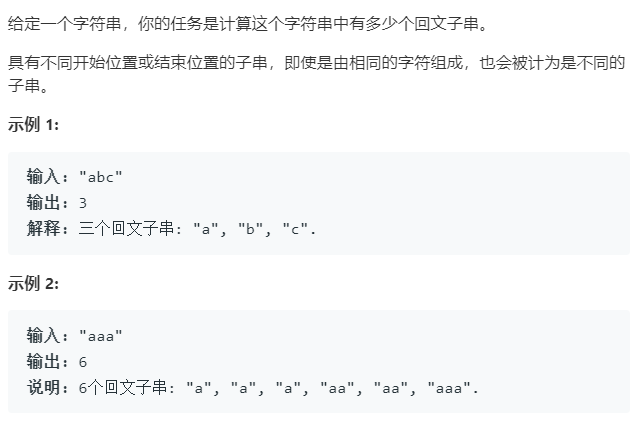 给定一个字符串，你的任务是计算这个字符串中有多少个回文子串。
具有不同开始位置或结束位置的子串，即使是由相同的字符组成，也会被计为是不同的
子串。
示例 1:
输入: "abc"
输出: 3
解释: 三个回文子串: "a", "b", "c".
示例 2:
输入: "aaa"
输出: 6
说明: 6个回文子串: "a", "a", "a", "aa", "aa", "aaa".